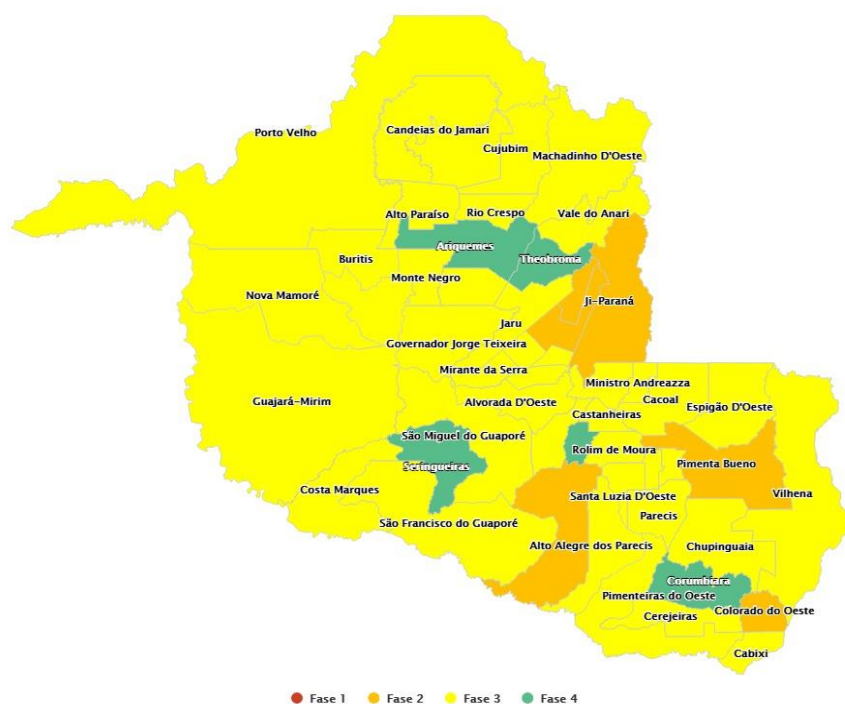 Porto Velho
Candeias do Jamari
Cujubim
Machadinho D'Oeste
Alto Paraíso
Rio Crespo
Vale do Anari
Ariquemes
Theobroma
Buritis
Monte Negro
Nova Mamoré
Ji-Paraná
Jaru
Governador Jorge Teixeira
Mirante da Serra
Ministro Andreazza
Guajará-Mirim
Alvorada D'Oeste
Cacoal
Espigão D'Oeste
Castanheiras
São Miguel do Guaporé
Rolim de Moura
Seringueiras
Pimenta Bueno
Costa Marques
Santa Luzia D'Oeste
Vilhena
São Francisco do Guaporé
Parecis
Alto Alegre dos Parecis
Chupinguaia
Corumbiara
Pimenteiras do Oeste
Colorado do Oeste
Cerejeiras
Cabixi
Fase 1 Fase 2 Fase 3 Fase 4